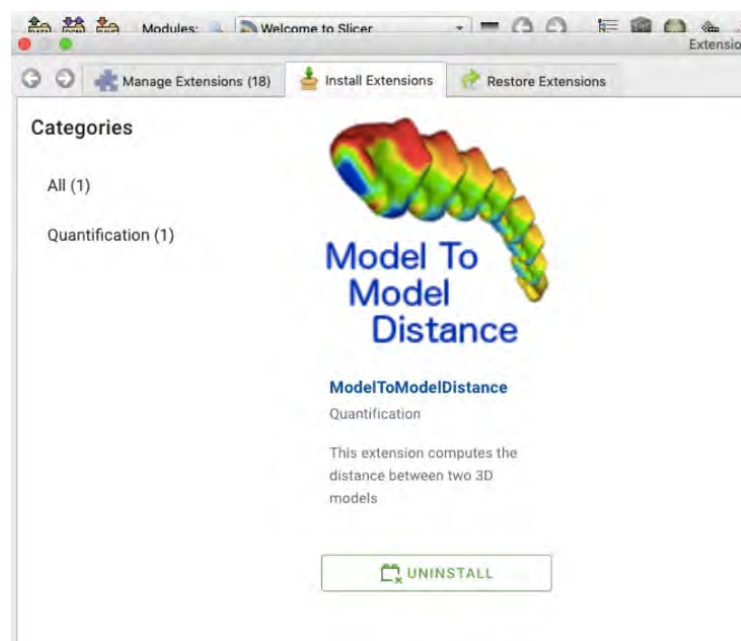 Modules: Welcome to Slicer
Extensio
Manage Extensions (18) Install Extensions Restore Extensions
Categories
All (1)
Quantification (1)
Model To
Model
Distance
ModelToModelDistance
Quantification
This extension computes the
distance between two 3D
models
UNINSTALL